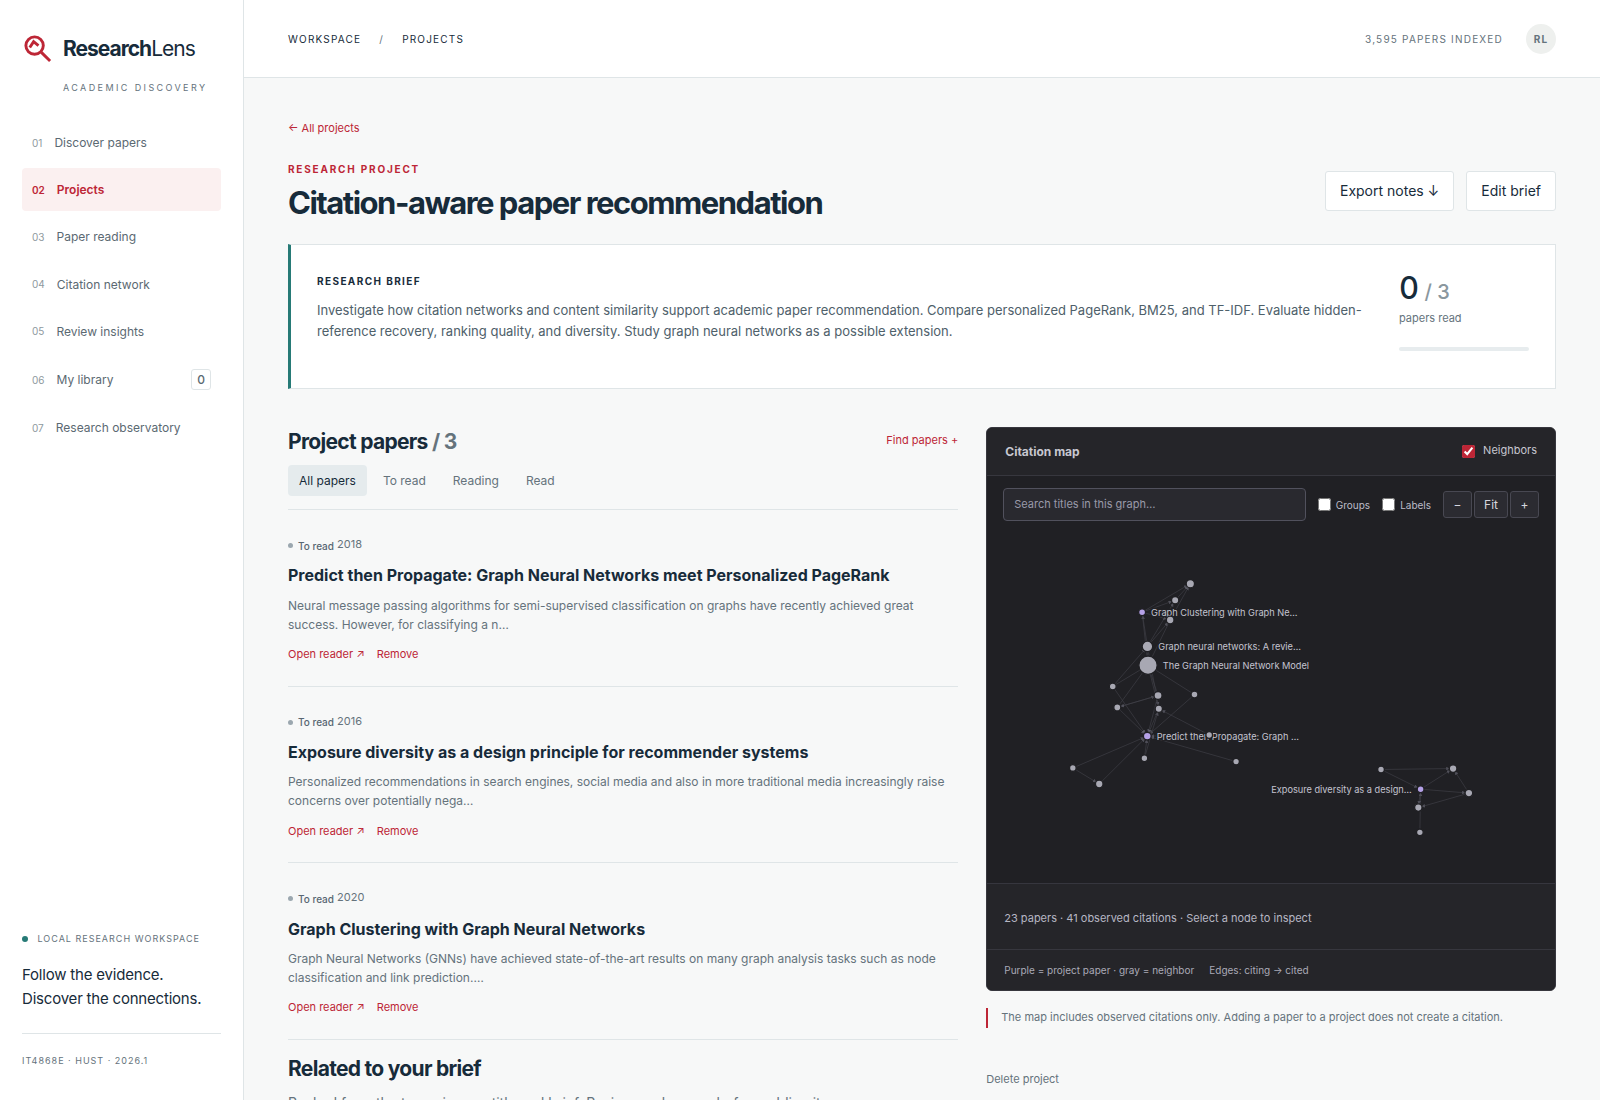 ResearchLens
ACADEMIC DISCOVERY
01 Discover papers
02 Projects
03 Paper reading
04 Citation network
05 Review insights
06 My library 0
07 Research observatory
LOCAL RESEARCH WORKSPACE
Follow the evidence.
Discover the connections.
IT4868E · HUST · 2026.1
WORKSPACE / PROJECTS
3,595 PAPERS INDEXED RL
← All projects
RESEARCH PROJECT
Citation-aware paper recommendation
Export notes ↓ Edit brief
RESEARCH BRIEF
Investigate how citation networks and content similarity support academic paper recommendation. Compare personalized PageRank, BM25, and TF-IDF. Evaluate hidden-
reference recovery, ranking quality, and diversity. Study graph neural networks as a possible extension.
0 / 3
papers read
Project papers / 3
Find papers +
All papers To read Reading Read
To read 2018
Predict then Propagate: Graph Neural Networks meet Personalized PageRank
Neural message passing algorithms for semi-supervised classification on graphs have recently achieved great
success. However, for classifying a n...
Open reader ↗ Remove
To read 2016
Exposure diversity as a design principle for recommender systems
Personalized recommendations in search engines, social media and also in more traditional media increasingly raise
concerns over potentially nega...
Open reader ↗ Remove
To read 2020
Graph Clustering with Graph Neural Networks
Graph Neural Networks (GNNs) have achieved state-of-the-art results on many graph analysis tasks such as node
classification and link prediction....
Open reader ↗ Remove
Related to your brief
Citation map
Neighbors
Search titles in this graph...
Groups Labels − Fit +
Graph Clustering with Graph Ne...
Graph neural networks: A revie...
The Graph Neural Network Model
Predict then Propagate: Graph ...
Exposure diversity as a design...
23 papers · 41 observed citations · Select a node to inspect
Purple = project paper · gray = neighbor Edges: citing → cited
The map includes observed citations only. Adding a paper to a project does not create a citation.
Delete project